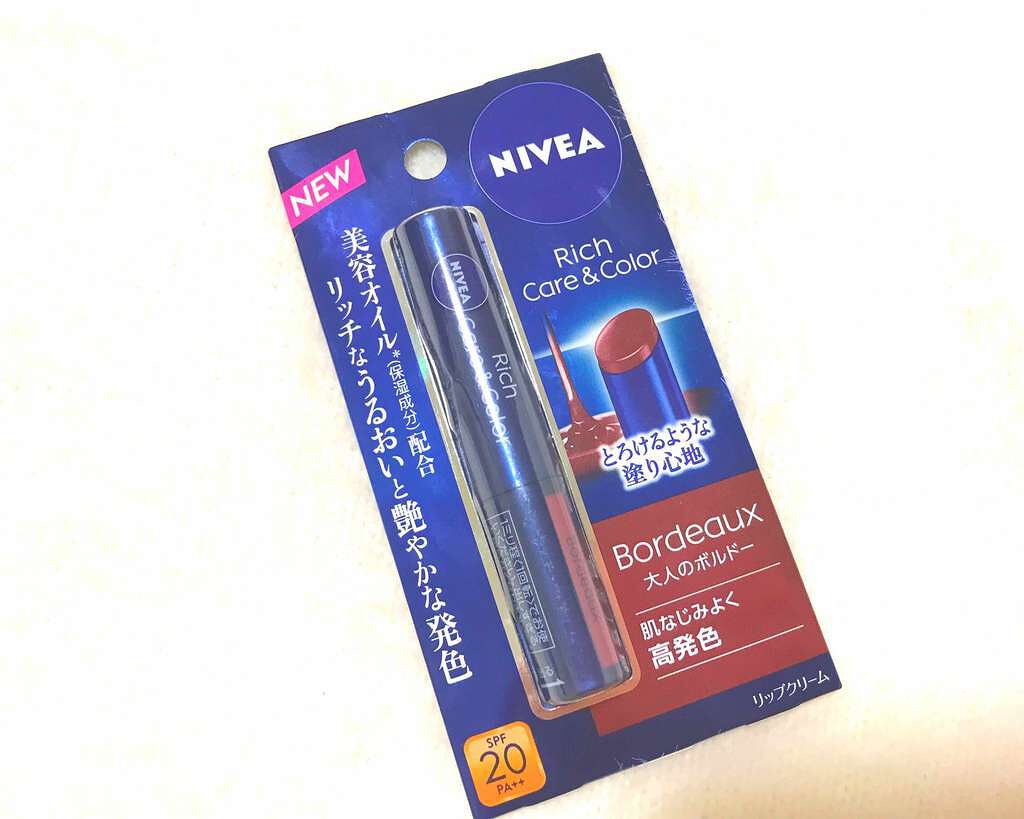 NEW
NIVEA
Rich
Care & Color
美容オイル*(保湿成分)配合
リッチなうるおいと艶やかな発色
NIVEA
Rich
Care & Color
とろけるような
塗り心地
Bordeaux
大人のボルドー
肌なじみよく
高発色
リップクリーム
BORDEAUX
SPF
20
PA++